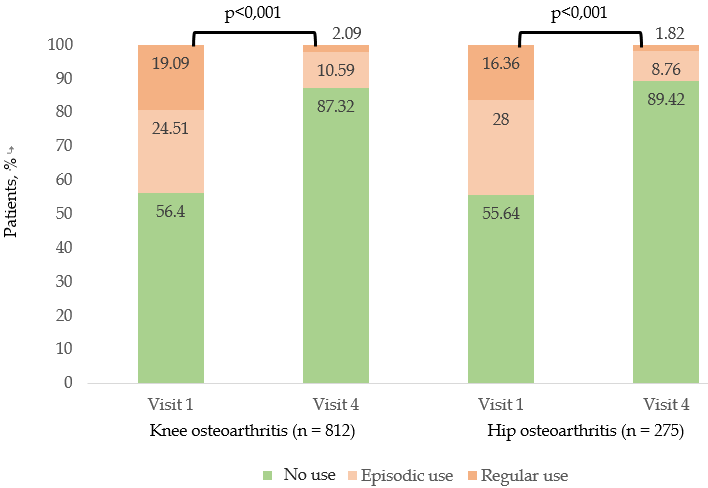 p<0,001
p<0,001
2.09
1.82
100
90
80
70
60
50
40
30
20
10
0
Patients, %
19.09
24.51
56.4
10.59
87.32
16.36
28
55.64
8.76
89.42
Visit 1
Visit 4
Visit 1
Visit 4
Knee osteoarthritis (n = 812)
Hip osteoarthritis (n = 275)
No use
Episodic use
Regular use